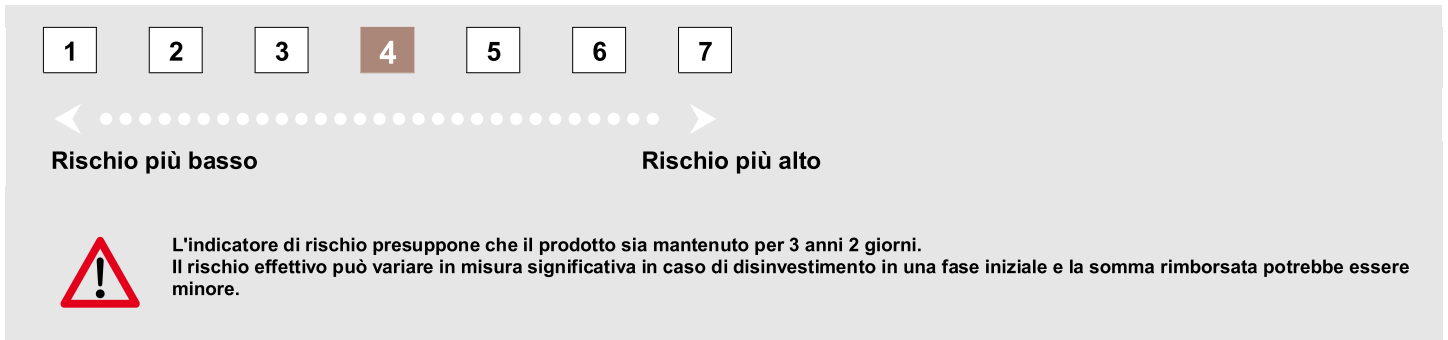 1 2 3 4 5 6 7
Rischio più basso Rischio più alto
L'indicatore di rischio presuppone che il prodotto sia mantenuto per 3 anni 2 giorni.
Il rischio effettivo può variare in misura significativa in caso di disinvestimento in una fase iniziale e la somma rimborsata potrebbe essere
minore.